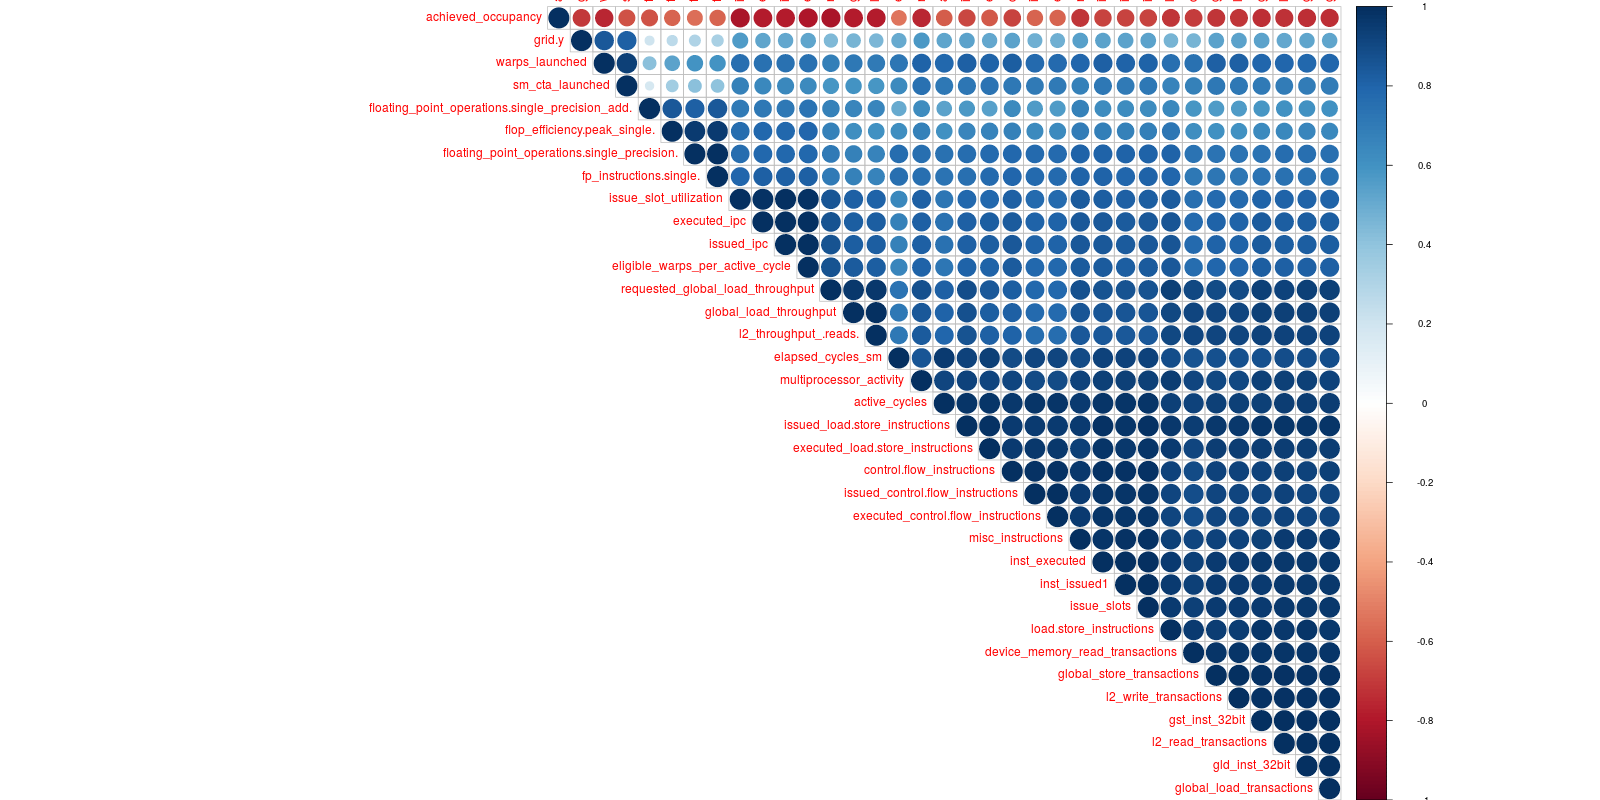 achieved_occupancy
grid.y
warps_launched
sm_cta_launched
floating_point_operations.single_precision_add.
flop_efficiency.peak_single.
floating_point_operations.single_precision.
fp_instructions.single.
issue_slot_utilization
executed_ipc
issued_ipc
eligible_warps_per_active_cycle
requested_global_load_throughput
global_load_throughput
l2_throughput_.reads.
elapsed_cycles_sm
multiprocessor_activity
active_cycles
issued_load.store_instructions
executed_load.store_instructions
control.flow_instructions
issued_control.flow_instructions
executed_control.flow_instructions
misc_instructions
inst_executed
inst_issued1
issue_slots
load.store_instructions
device_memory_read_transactions
global_store_transactions
l2_write_transactions
gst_inst_32bit
l2_read_transactions
gld_inst_32bit
global_load_transactions
1
0.8
0.6
0.4
0.2
0
-0.2
-0.4
-0.6
-0.8